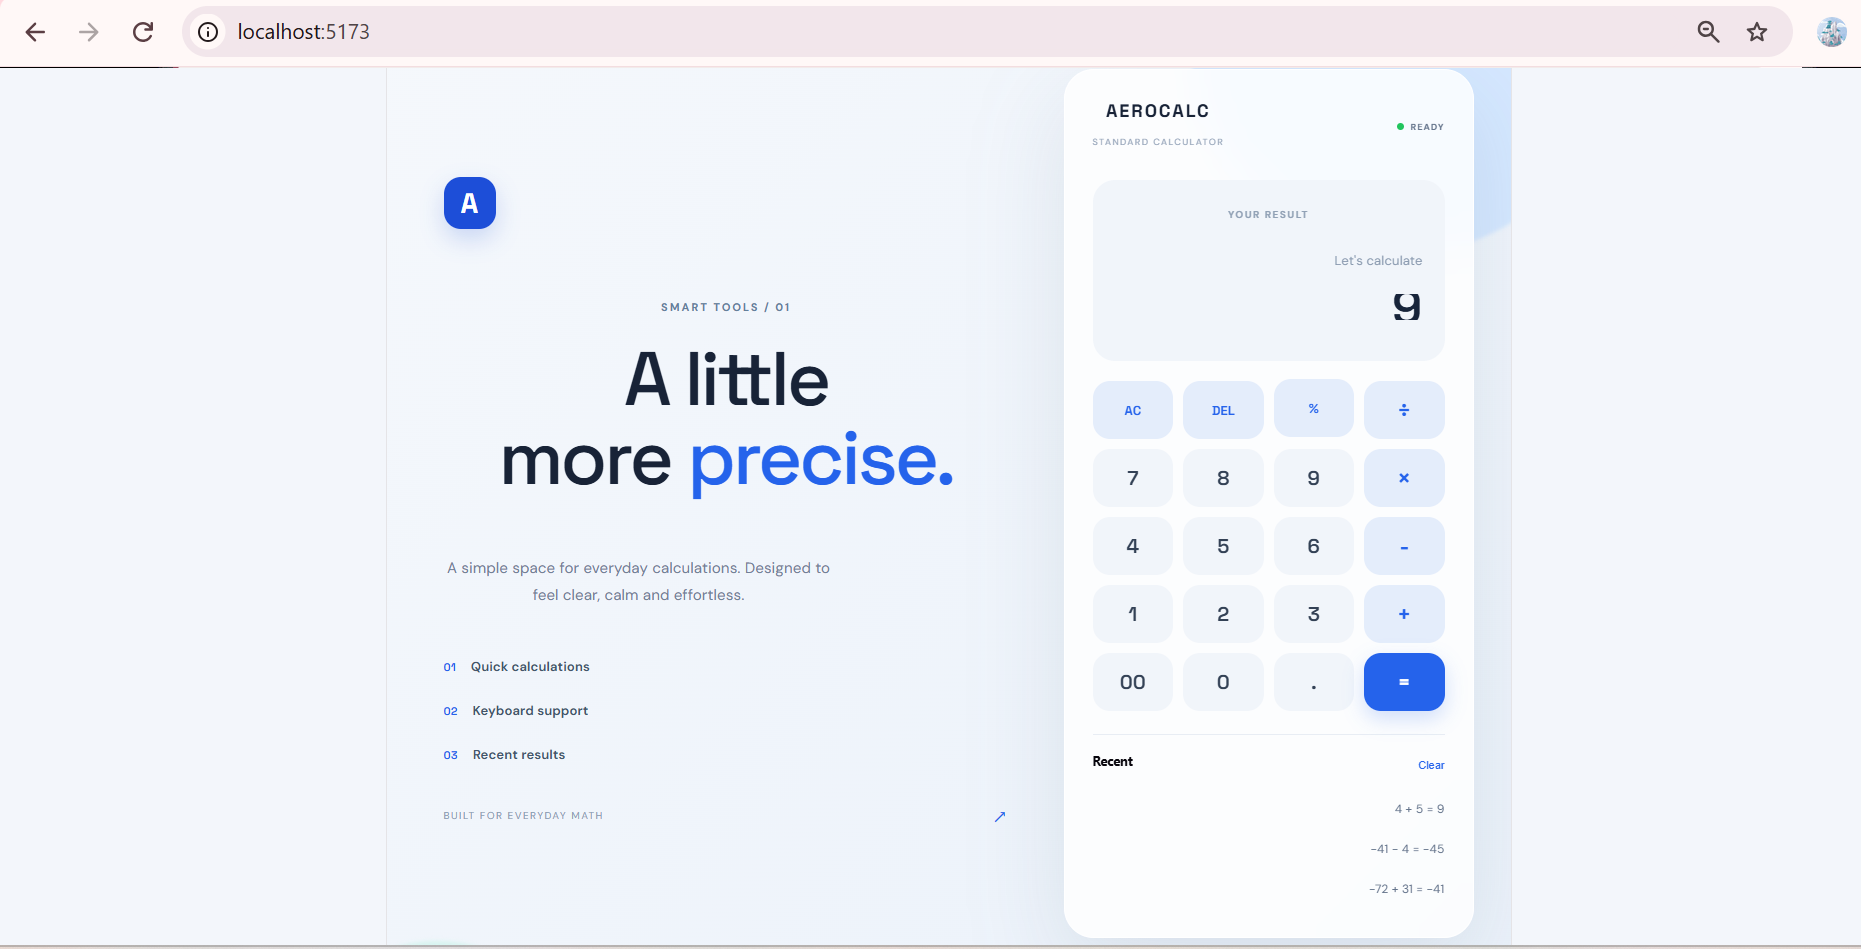 localhost:5173
A
SMART TOOLS / 01
A little
more precise.
A simple space for everyday calculations. Designed to
feel clear, calm and effortless.
01 Quick calculations
02 Keyboard support
03 Recent results
BUILT FOR EVERYDAY MATH ↗
AEROCALC
READY
STANDARD CALCULATOR
YOUR RESULT
Let's calculate
9
AC DEL % ÷
7 8 9 ×
4 5 6 -
1 2 3 +
00 0 . =
Recent Clear
4 + 5 = 9
-41 - 4 = -45
-72 + 31 = -41